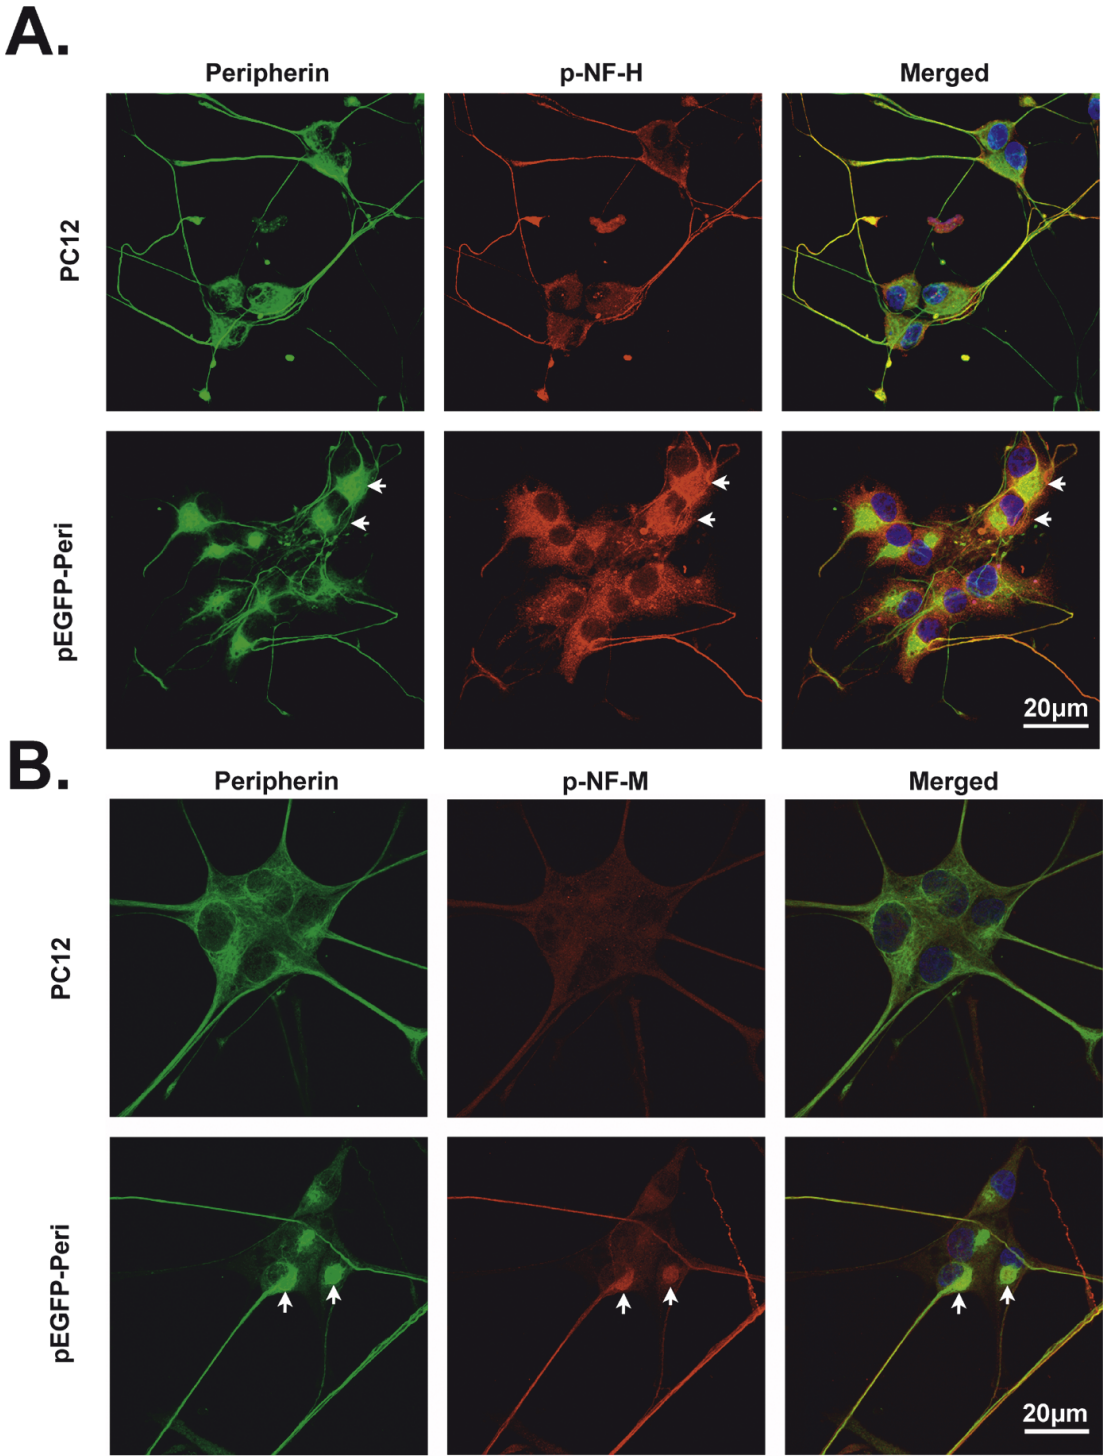 A.
Peripherin p-NF-H Merged
PC12
pEGFP-Peri
20µm
B.
Peripherin p-NF-M Merged
PC12
pEGFP-Peri
20µm